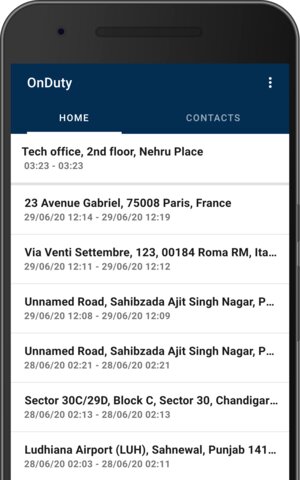 OnDuty
HOME CONTACTS
Tech office, 2nd floor, Nehru Place
03:23 - 03:23
23 Avenue Gabriel, 75008 Paris, France
29/06/20 12:14 - 29/06/20 12:19
Via Venti Settembre, 123, 00184 Roma RM, Ita...
29/06/20 12:11 - 29/06/20 12:12
Unnamed Road, Sahibzada Ajit Singh Nagar, P...
29/06/20 12:08 - 29/06/20 12:09
Unnamed Road, Sahibzada Ajit Singh Nagar, P...
28/06/20 02:21 - 28/06/20 02:21
Sector 30C/29D, Block C, Sector 30, Chandigar...
28/06/20 02:13 - 28/06/20 02:13
Ludhiana Airport (LUH), Sahnewal, Punjab 141...
28/06/20 02:03 - 28/06/20 02:11